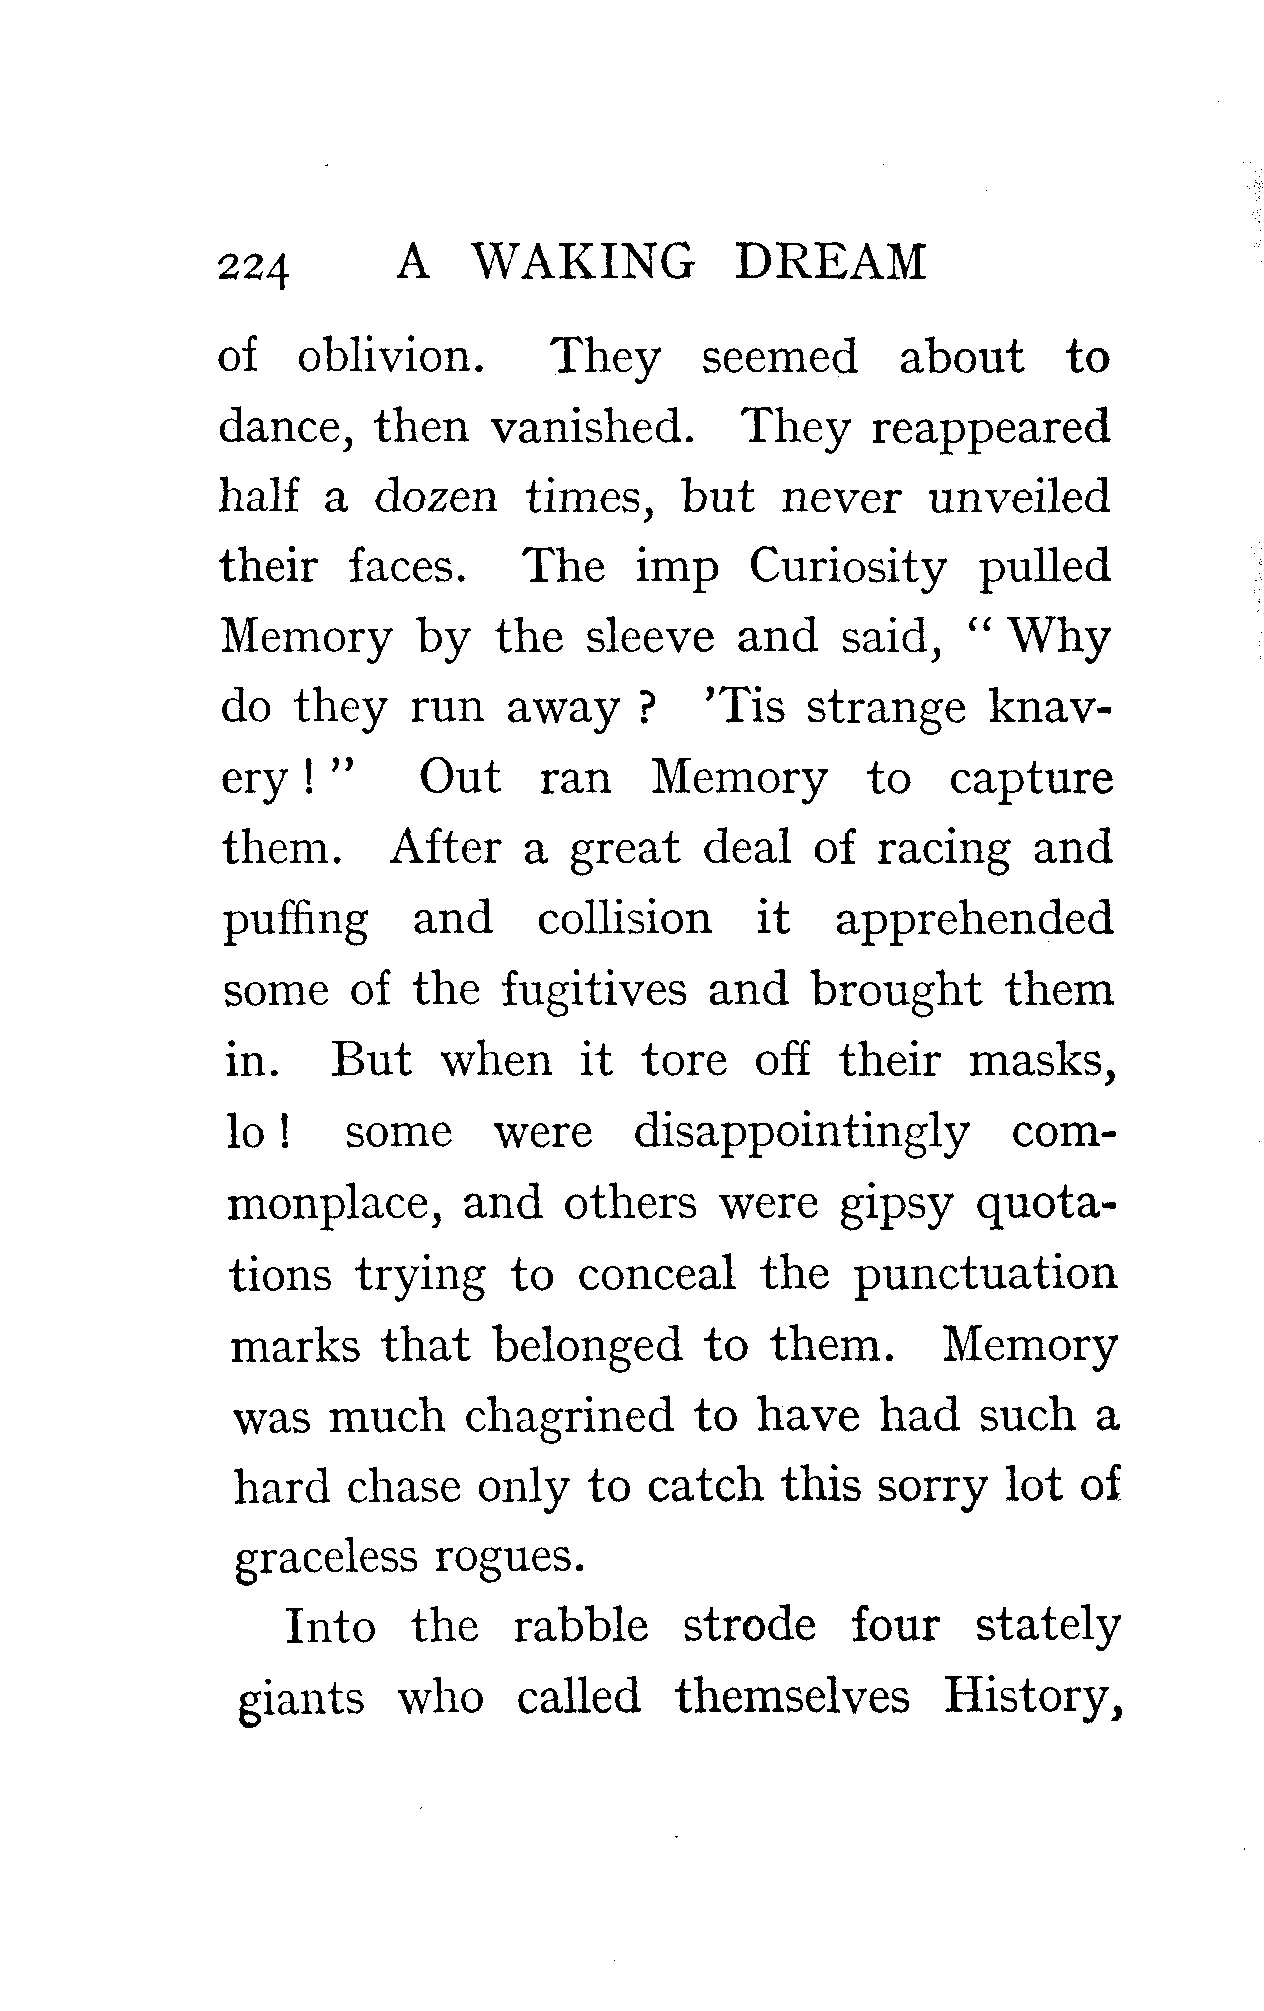 224 A WAKING DREAM
of oblivion. They seemed about to
dance, then vanished. They reappeared
half a dozen times, but never unveiled
their faces. The imp Curiosity pulled
Memory by the sleeve and said, “ Why
do they run away ? ’Tis strange knav-
ery ! ” Out ran Memory to capture
them. After a great deal of racing and
puffing and collision it apprehended
some of the fugitives and brought them
in. But when it tore off their masks,
lo ! some were disappointingly com-
monplace, and others were gipsy quota-
tions trying to conceal the punctuation
marks that belonged to them. Memory
was much chagrined to have had such a
hard chase only to catch this sorry lot of
graceless rogues.
Into the rabble strode four stately
giants who called themselves History,